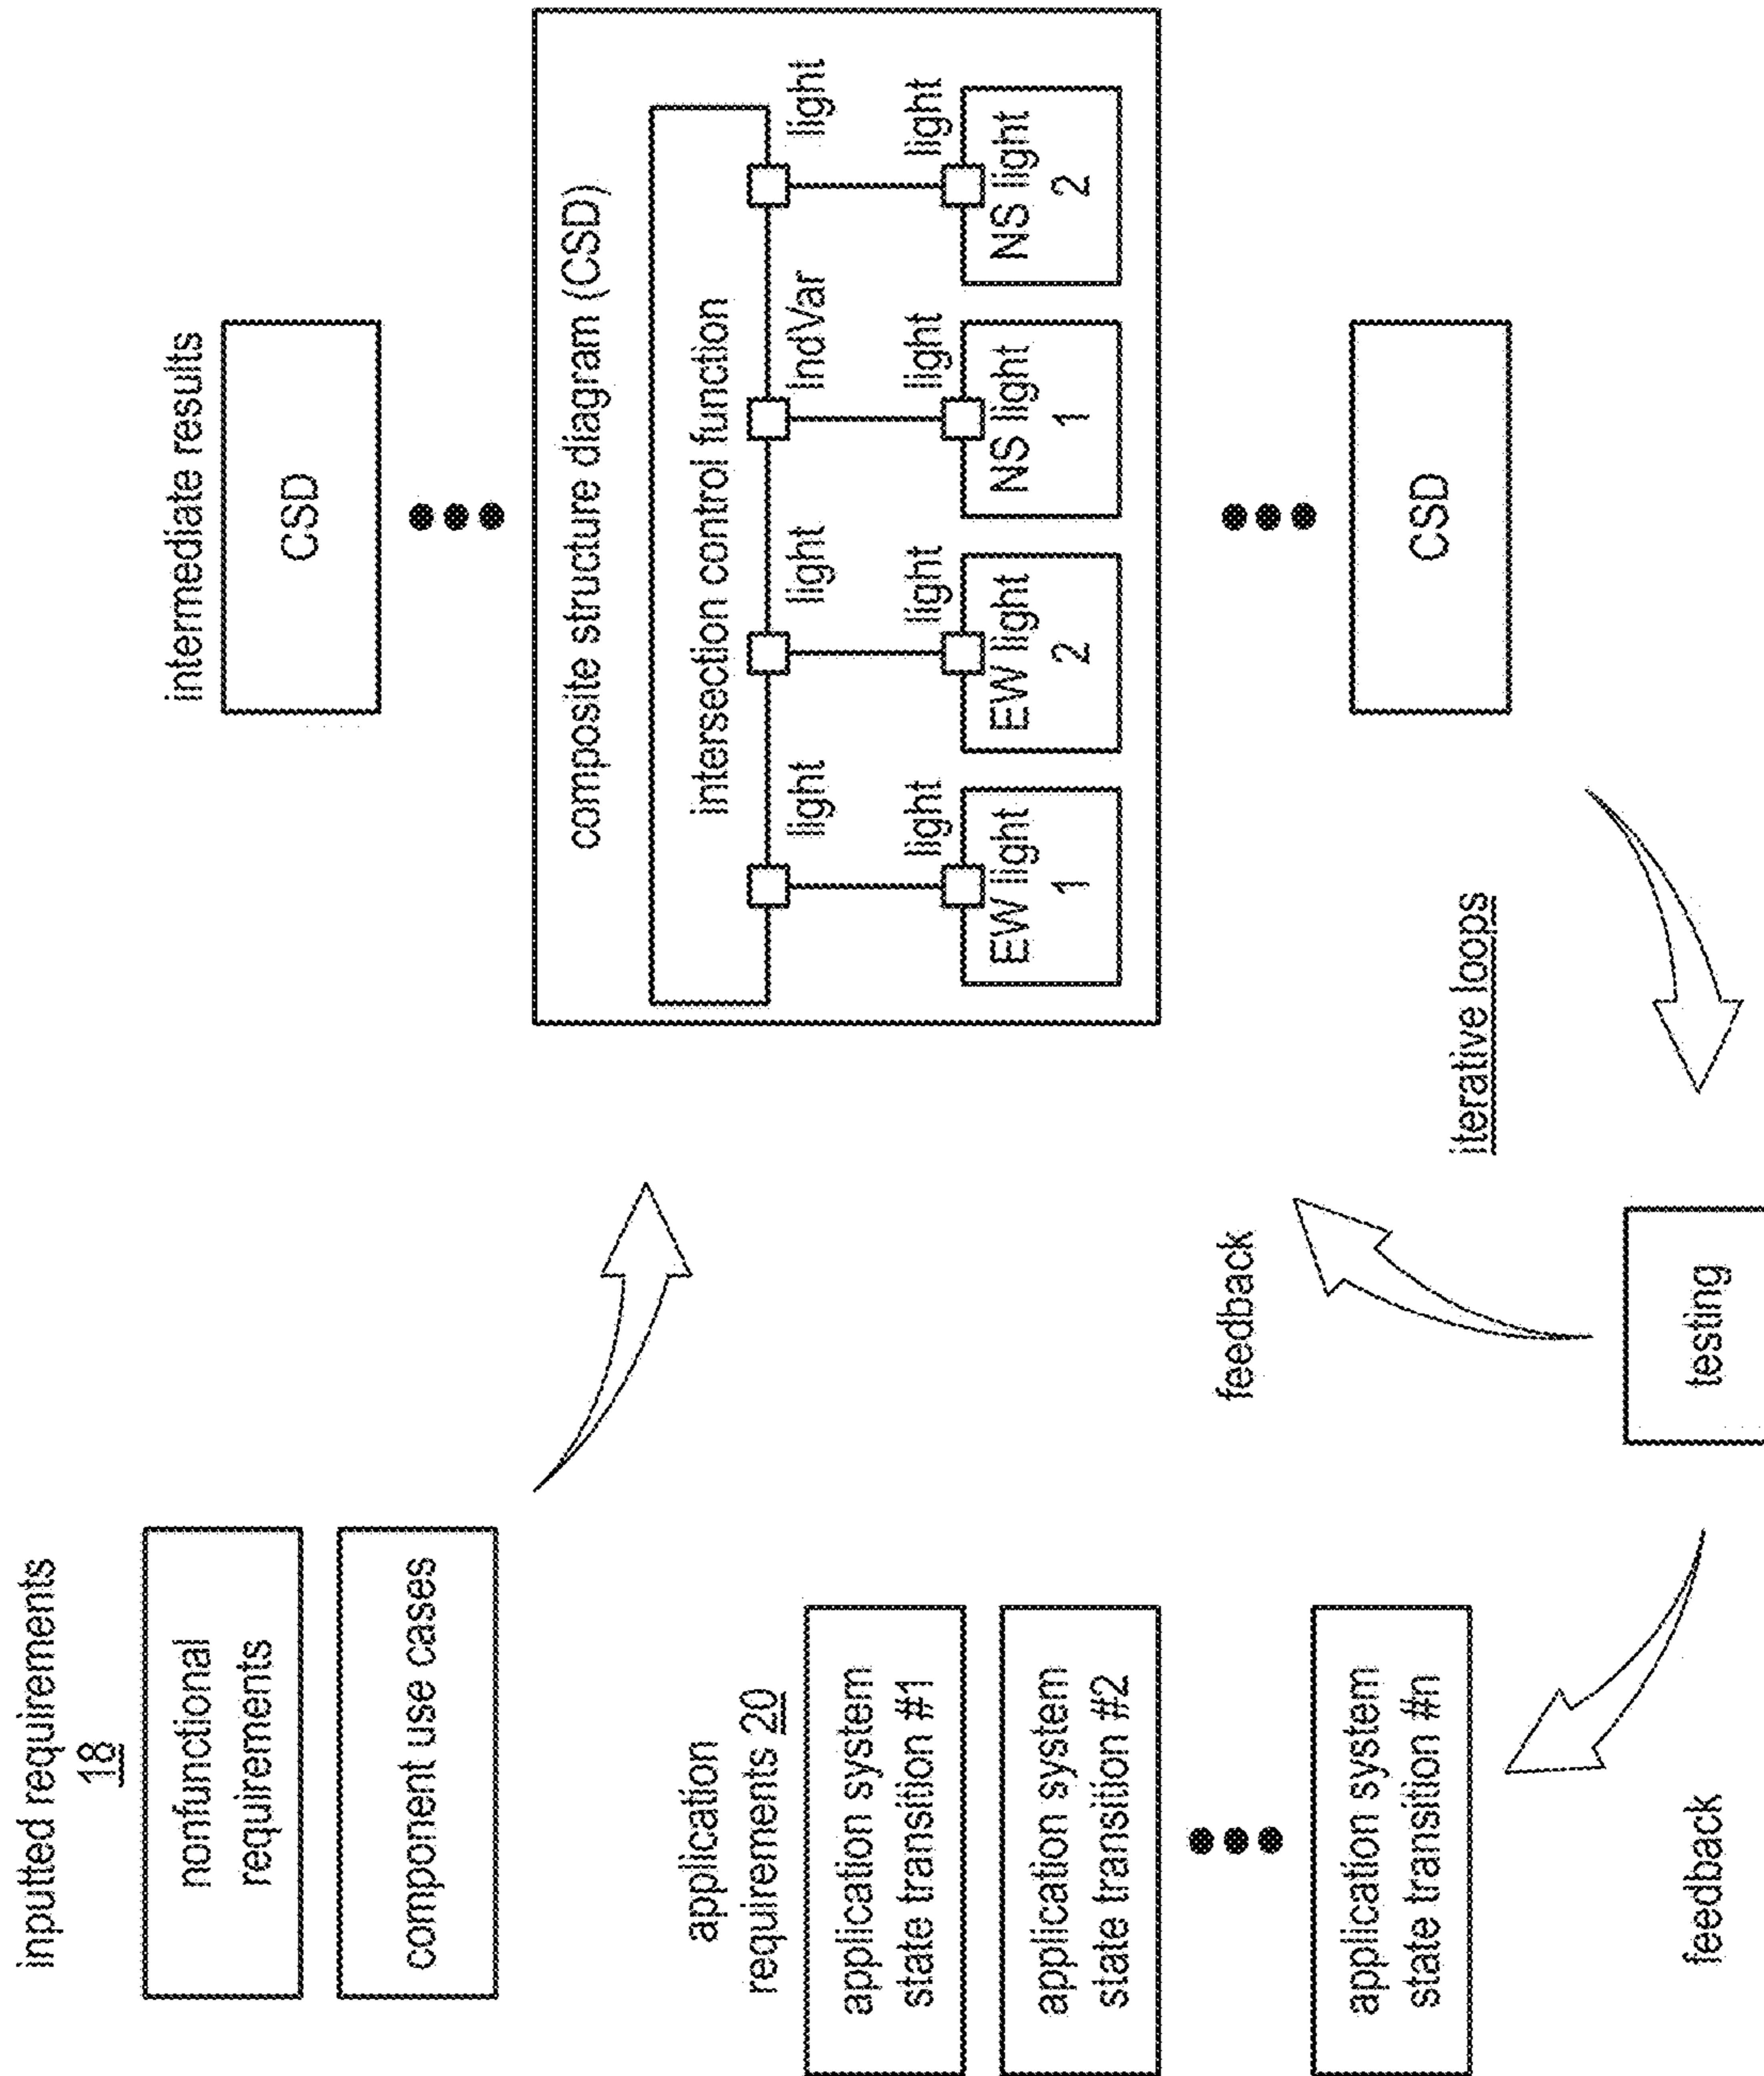 inputted requirements
18
nonfunctional
requirements
component use cases
application
requirements 20
application system
state transition #1
application system
state transition #2
application system
state transition #n
feedback
testing
feedback
iterative loops
intermediate results
CSD
composite structure diagram (CSD)
intersection control function
light
light
IndVar
light
light
light
light
light
EW light
1
EW light
2
NS light
1
NS light
2
CSD